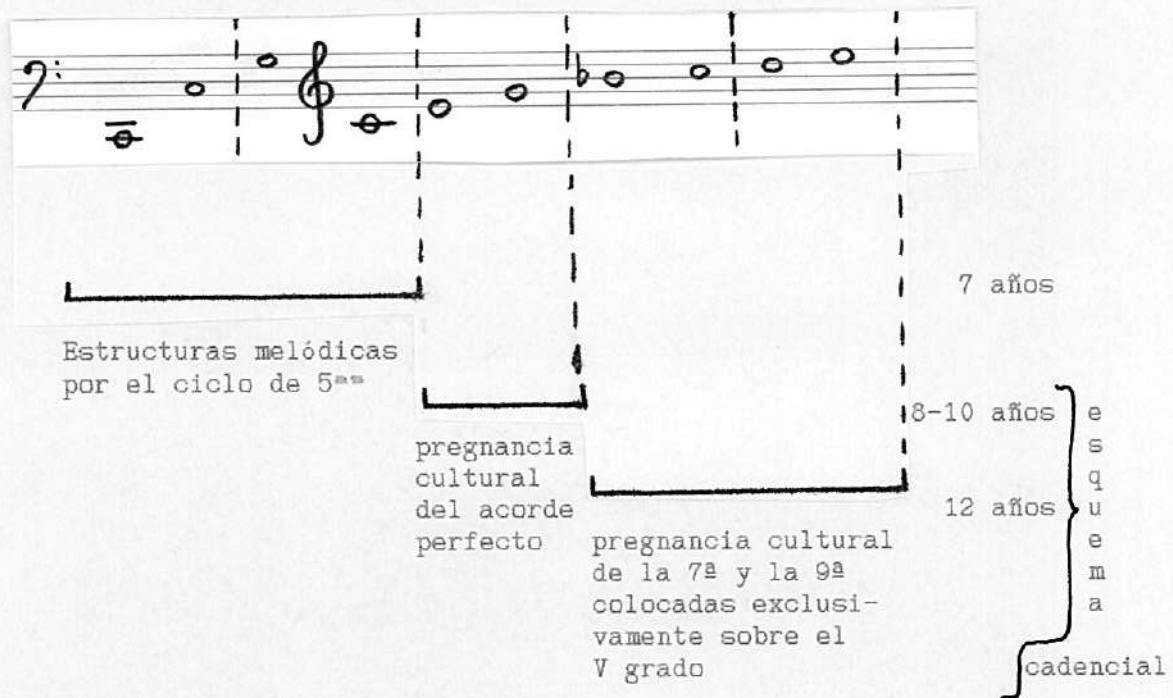 7 años
Estructuras melódicas
por el ciclo de 5ᵃˢ
8-10 años
pregnancia
cultural
del acorde
perfecto
12 años
pregnancia cultural
de la 7ª y la 9ª
colocadas exclusi-
vamente sobre el
V grado
e
s
q
u
e
m
a
cadencial